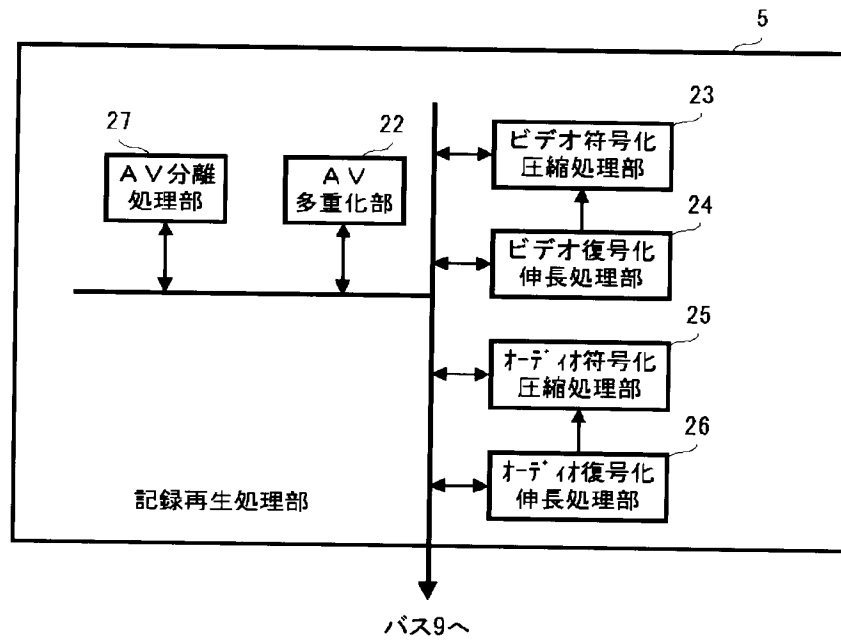 5
27
AV分離
処理部
22
AV
多重化部
23
ビデオ符号化
圧縮処理部
24
ビデオ復号化
伸長処理部
25
オーディオ符号化
圧縮処理部
26
オーディオ復号化
伸長処理部
記録再生処理部
バス9へ